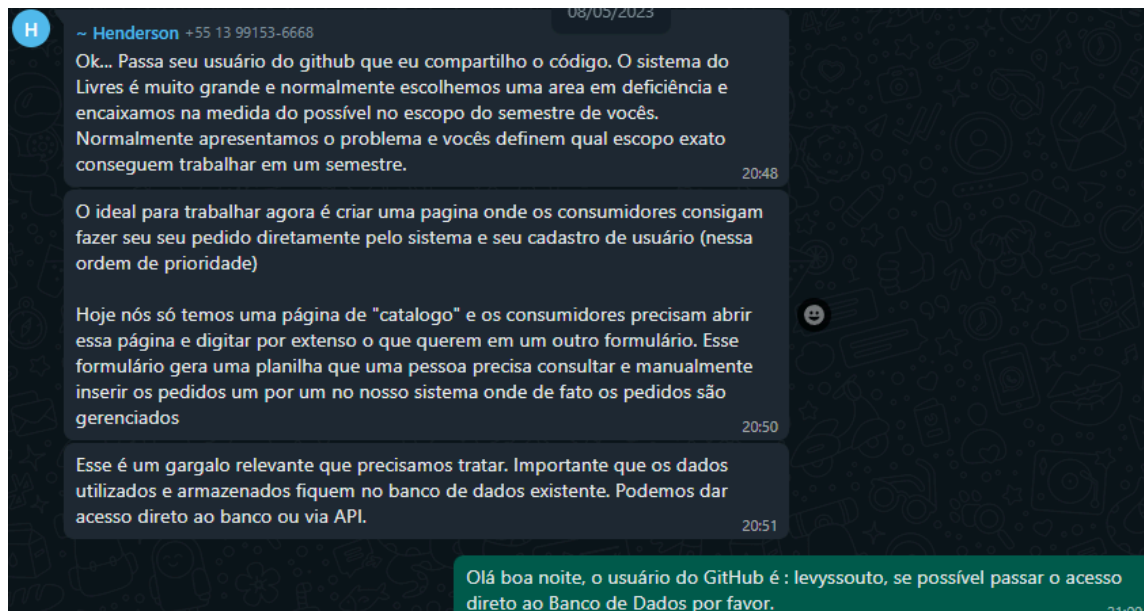 08/05/2023
H
~ Henderson +55 13 99153-6668
Ok... Passa seu usuário do github que eu compartilho o código. O sistema do
Livres é muito grande e normalmente escolhemos uma area em deficiência e
encaixamos na medida do possível no escopo do semestre de vocês.
Normalmente apresentamos o problema e vocês definem qual escopo exato
conseguem trabalhar em um semestre.
20:48
O ideal para trabalhar agora é criar uma pagina onde os consumidores consigam
fazer seu seu pedido diretamente pelo sistema e seu cadastro de usuário (nessa
ordem de prioridade)
Hoje nós só temos uma página de "catalogo" e os consumidores precisam abrir
essa página e digitar por extenso o que querem em um outro formulário. Esse
formulário gera uma planilha que uma pessoa precisa consultar e manualmente
inserir os pedidos um por um no nosso sistema onde de fato os pedidos são
gerenciados
20:50
Esse é um gargalo relevante que precisamos tratar. Importante que os dados
utilizados e armazenados fiquem no banco de dados existente. Podemos dar
acesso direto ao banco ou via API.
20:51
Olá boa noite, o usuário do GitHub é : levyssouto, se possível passar o acesso
direto ao Banco de Dados por favor.